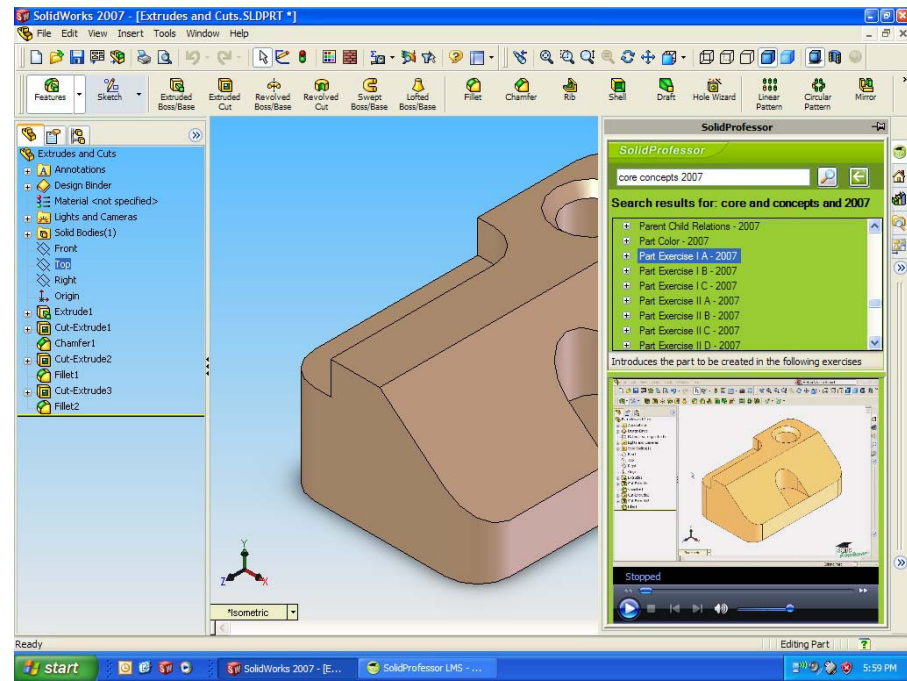 SolidWorks 2007 - [Extrudes and Cuts.SLDPRT *]
File Edit View Insert Tools Window Help
Features Sketch Extruded Boss/Base Extruded Cut Revolved Boss/Base Revolved Cut Swept Boss/Base Lofted Boss/Base Fillet Chamfer Rib Shell Draft Hole Wizard Linear Pattern Circular Pattern Mirror
Extrudes and Cuts
Annotations
Design Binder
Material <not specified>
Lights and Cameras
Solid Bodies(1)
Front
Top
Right
Origin
Extrude1
Cut-Extrude1
Chamfer1
Cut-Extrude2
Fillet1
Cut-Extrude3
Fillet2
Y
Z
X
*Isometric
SolidProfessor
SolidProfessor
core concepts 2007
Search results for: core and concepts and 2007
Parent Child Relations - 2007
Part Color - 2007
Part Exercise I A - 2007
Part Exercise I B - 2007
Part Exercise I C - 2007
Part Exercise II A - 2007
Part Exercise II B - 2007
Part Exercise II C - 2007
Part Exercise II D - 2007
Introduces the part to be created in the following exercises
Stopped
Ready
Editing Part
start
SolidWorks 2007 - [E...
SolidProfessor LMS - ...
5:59 PM